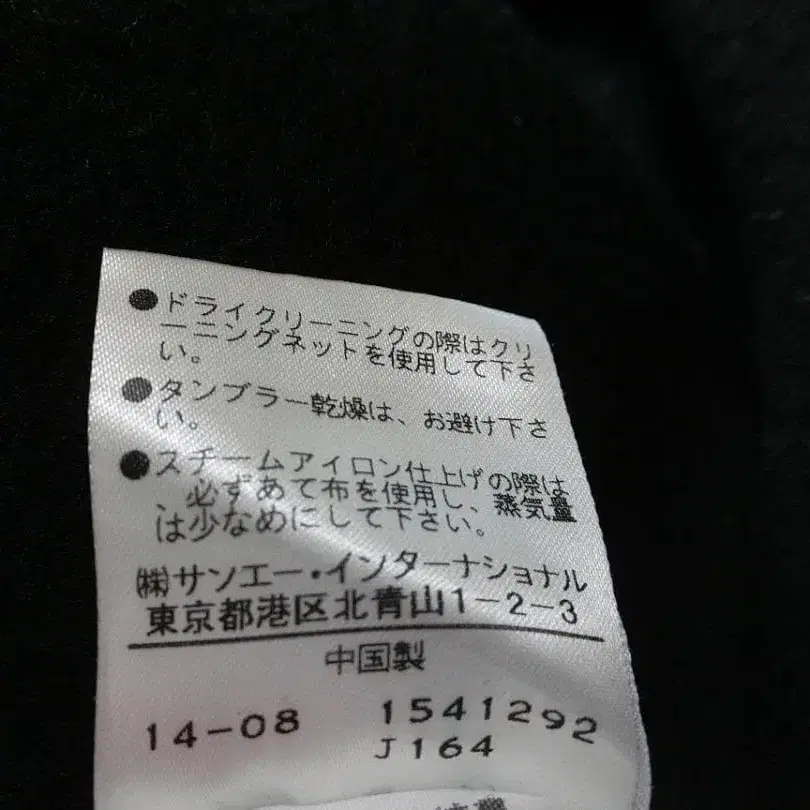 ●ドライクリーニングの際はクリ
ーニングネットを使用して下さ
い。
●タンブラー乾燥は、お避け下さ
い。
●スチームアイロン仕上げの際は
、必ずあて布を使用し、蒸気量
は少なめにして下さい。
㈱サンエー・インターナショナル
東京都港区北青山1-2-3
中国製
14-08 1541292
J164